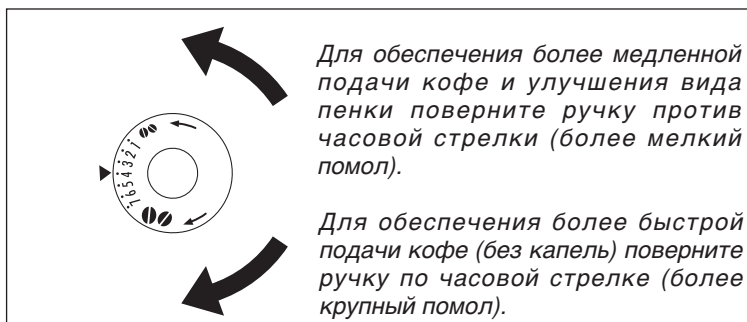 Для обеспечения более медленной
подачи кофе и улучшения вида
пенки поверните ручку против
часовой стрелки (более мелкий
помол).
7654321
Для обеспечения более быстрой
подачи кофе (без капель) поверните
ручку по часовой стрелке (более
крупный помол).